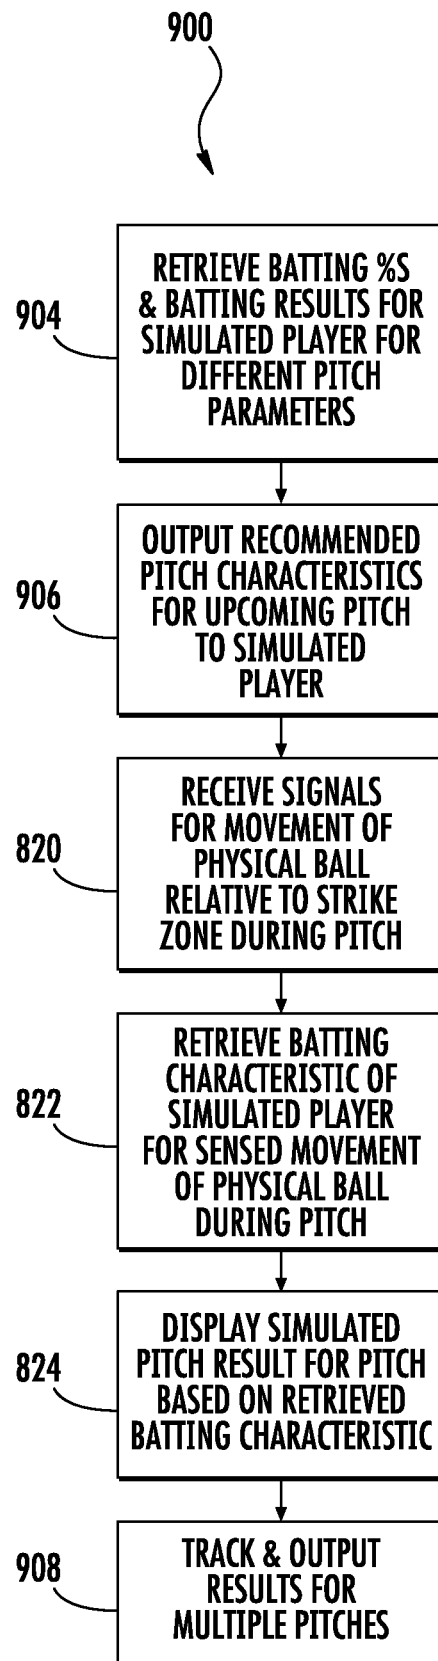 900
904
RETRIEVE BATTING %S
& BATTING RESULTS FOR
SIMULATED PLAYER FOR
DIFFERENT PITCH
PARAMETERS
906
OUTPUT RECOMMENDED
PITCH CHARACTERISTICS
FOR UPCOMING PITCH
TO SIMULATED
PLAYER
820
RECEIVE SIGNALS
FOR MOVEMENT OF
PHYSICAL BALL
RELATIVE TO STRIKE
ZONE DURING PITCH
822
RETRIEVE BATTING
CHARACTERISTIC OF
SIMULATED PLAYER
FOR SENSED MOVEMENT
OF PHYSICAL BALL
DURING PITCH
824
DISPLAY SIMULATED
PITCH RESULT FOR PITCH
BASED ON RETRIEVED
BATTING CHARACTERISTIC
908
TRACK & OUTPUT
RESULTS FOR
MULTIPLE PITCHES